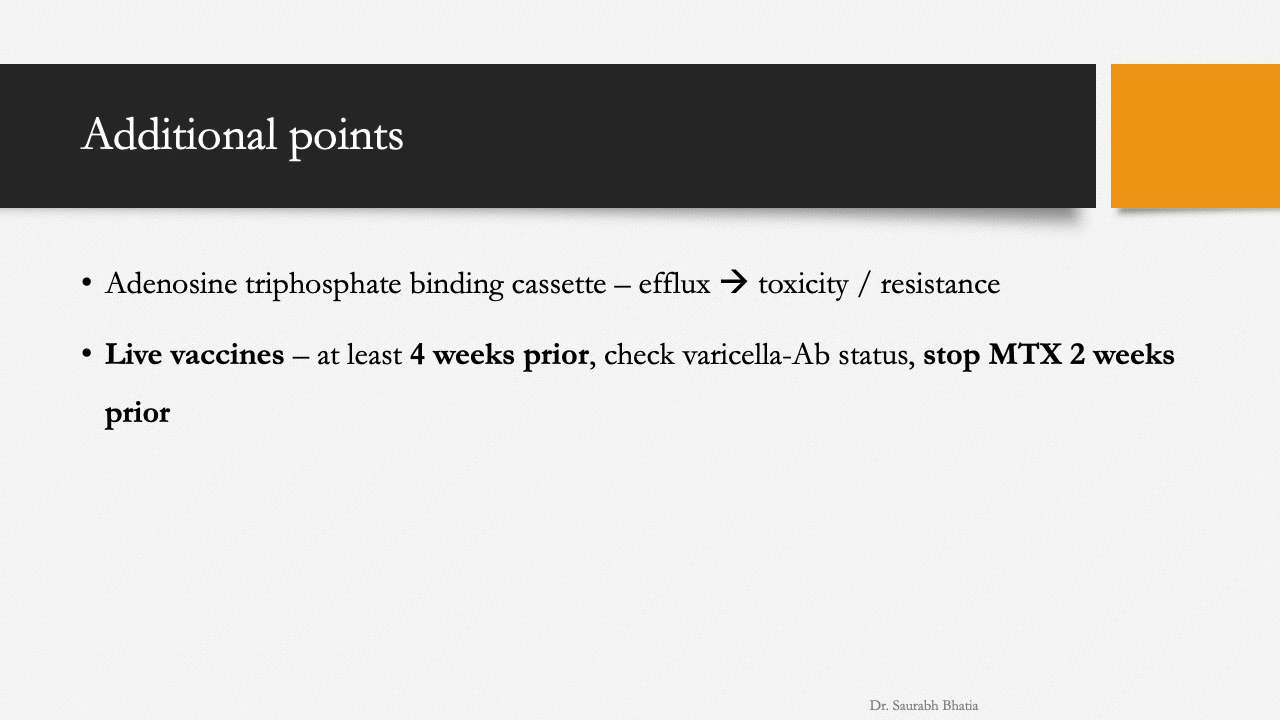 Additional points
• Adenosine triphosphate binding cassette – efflux → toxicity / resistance
• Live vaccines – at least 4 weeks prior, check varicella-Ab status, stop MTX 2 weeks
prior
Dr. Saurabh Bhatia